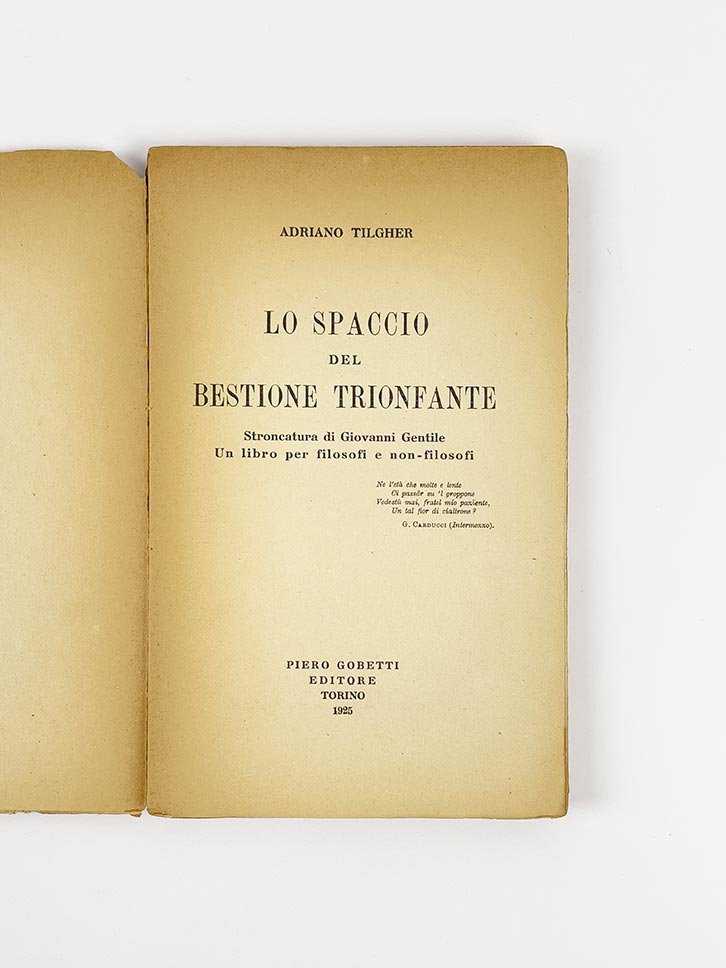 ADRIANO TILGHER
LO SPACCIO
DEL
BESTIONE TRIONFANTE
Stroncatura di Giovanni Gentile
Un libro per filosofi e non-filosofi
Ne l'età che molte e lente
Ci passâr su 'l groppone
Vedestù mai, fratel mio paziente,
Un tal fior di cialtrone?
G. CARDUCCI (Intermezzo).
PIERO GOBETTI
EDITORE
TORINO
1925